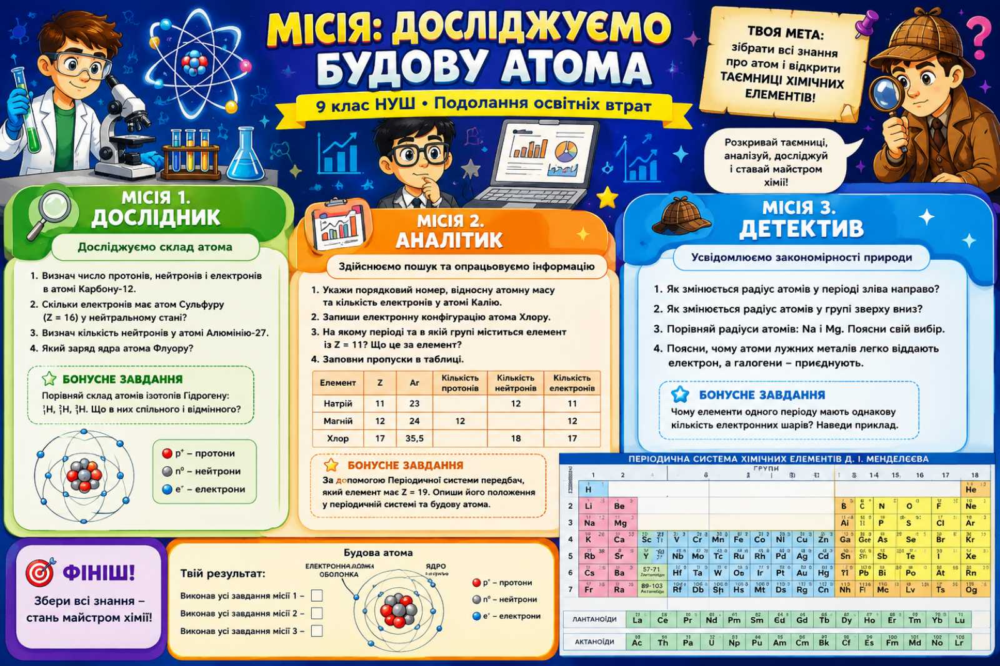 МІСІЯ: ДОСЛІДЖУЄМО
БУДОВУ АТОМА
9 клас НУШ • Подолання освітніх втрат
ТВОЯ МЕТА:
зібрати всі знання
про атом і відкрити
ТАЄМНИЦІ ХІМІЧНИХ
ЕЛЕМЕНТІВ!
?
Розкривай таємниці,
аналізуй, досліджуй
і ставай майстром
хімії!
МІСІЯ 1.
ДОСЛІДНИК
Досліджуємо склад атома
1. Визнач число протонів, нейтронів і електронів
в атомі Карбону-12.
2. Скільки електронів має атом Сульфуру
(Z = 16) у нейтральному стані?
3. Визнач кількість нейтронів у атомі Алюмінію-27.
4. Який заряд ядра атома Флуору?
БОНУСНЕ ЗАВДАННЯ
Порівняй склад атомів ізотопів Гідрогену:
¹₁H, ²₁H, ³₁H. Що в них спільного і відмінного?
p⁺ – протони
n⁰ – нейтрони
e⁻ – електрони
МІСІЯ 2.
АНАЛІТИК
Здійснюємо пошук та опрацьовуємо інформацію
1. Укажи порядковий номер, відносну атомну масу
та кількість електронів у атомі Калію.
2. Запиши електронну конфігурацію атома Хлору.
3. На якому періоді та в якій групі міститься елемент
із Z = 11? Що це за елемент?
4. Заповни пропуски в таблиці.
Елемент Z Ar Кількість протонів Кількість нейтронів Кількість електронів
Натрій 11 23 12 11
Магній 12 24 12 12
Хлор 17 35,5 18 17
БОНУСНЕ ЗАВДАННЯ
За допомогою Періодичної системи передбач,
який елемент має Z = 19. Опиши його положення
у періодичній системі та будову атома.
МІСІЯ 3.
ДЕТЕКТИВ
Усвідомлюємо закономірності природи
1. Як змінюється радіус атомів у періоді зліва направо?
2. Як змінюється радіус атомів у групі зверху вниз?
3. Порівняй радіуси атомів: Na і Mg. Поясни свій вибір.
4. Поясни, чому атоми лужних металів легко віддають
електрон, а галогени – приєднують.
БОНУСНЕ ЗАВДАННЯ
Чому елементи одного періоду мають однакову
кількість електронних шарів? Наведи приклад.
ПЕРІОДИЧНА СИСТЕМА ХІМІЧНИХ ЕЛЕМЕНТІВ Д. І. МЕНДЕЛЄЄВА
ГРУПИ
1 2 6 14 15 16 17 18
H He
2 Li Be B C N O F Ne
3 Na Mg Ai P S Cl Ar
4 K Ca Sc V Cr Mn Fe Co Ni Cu Zn Ga Gee As Se Br Kr
5 Rb Sr Y Nb Mo Tc Ru Rh Pd Ag Cd Sn Sn Sb Te I Xe
6 Cs Ba 57-71 Hf Ta W Os Ir Pt Au Hg Pb Bi Po At Rn
7 Fr Ra 89-103 Rf Db Hs Mt Ds Rg Cn Nh Fl Mc Lv Ts Og
ЛАНТАНОЇДИ La Ce Pr Nd Pm Sm Gd Tb Dy Ho Er Tm Yb Lu
АКТАНОЇДИ Ac Th Pa U Np Pu Am Cm Bk Cf Es Fm Md No Lr
ФІНІШ!
Збери всі знання –
стань майстром хімії!
Твій результат:
Виконав усі завдання місії 1 –
Виконав усі завдання місії 2 –
Виконав усі завдання місії 3 –
Будова атома
ОБОЛОНКА
ЯДРО
p⁺ – протони
n⁰ – нейтрони
e⁻ – електрони